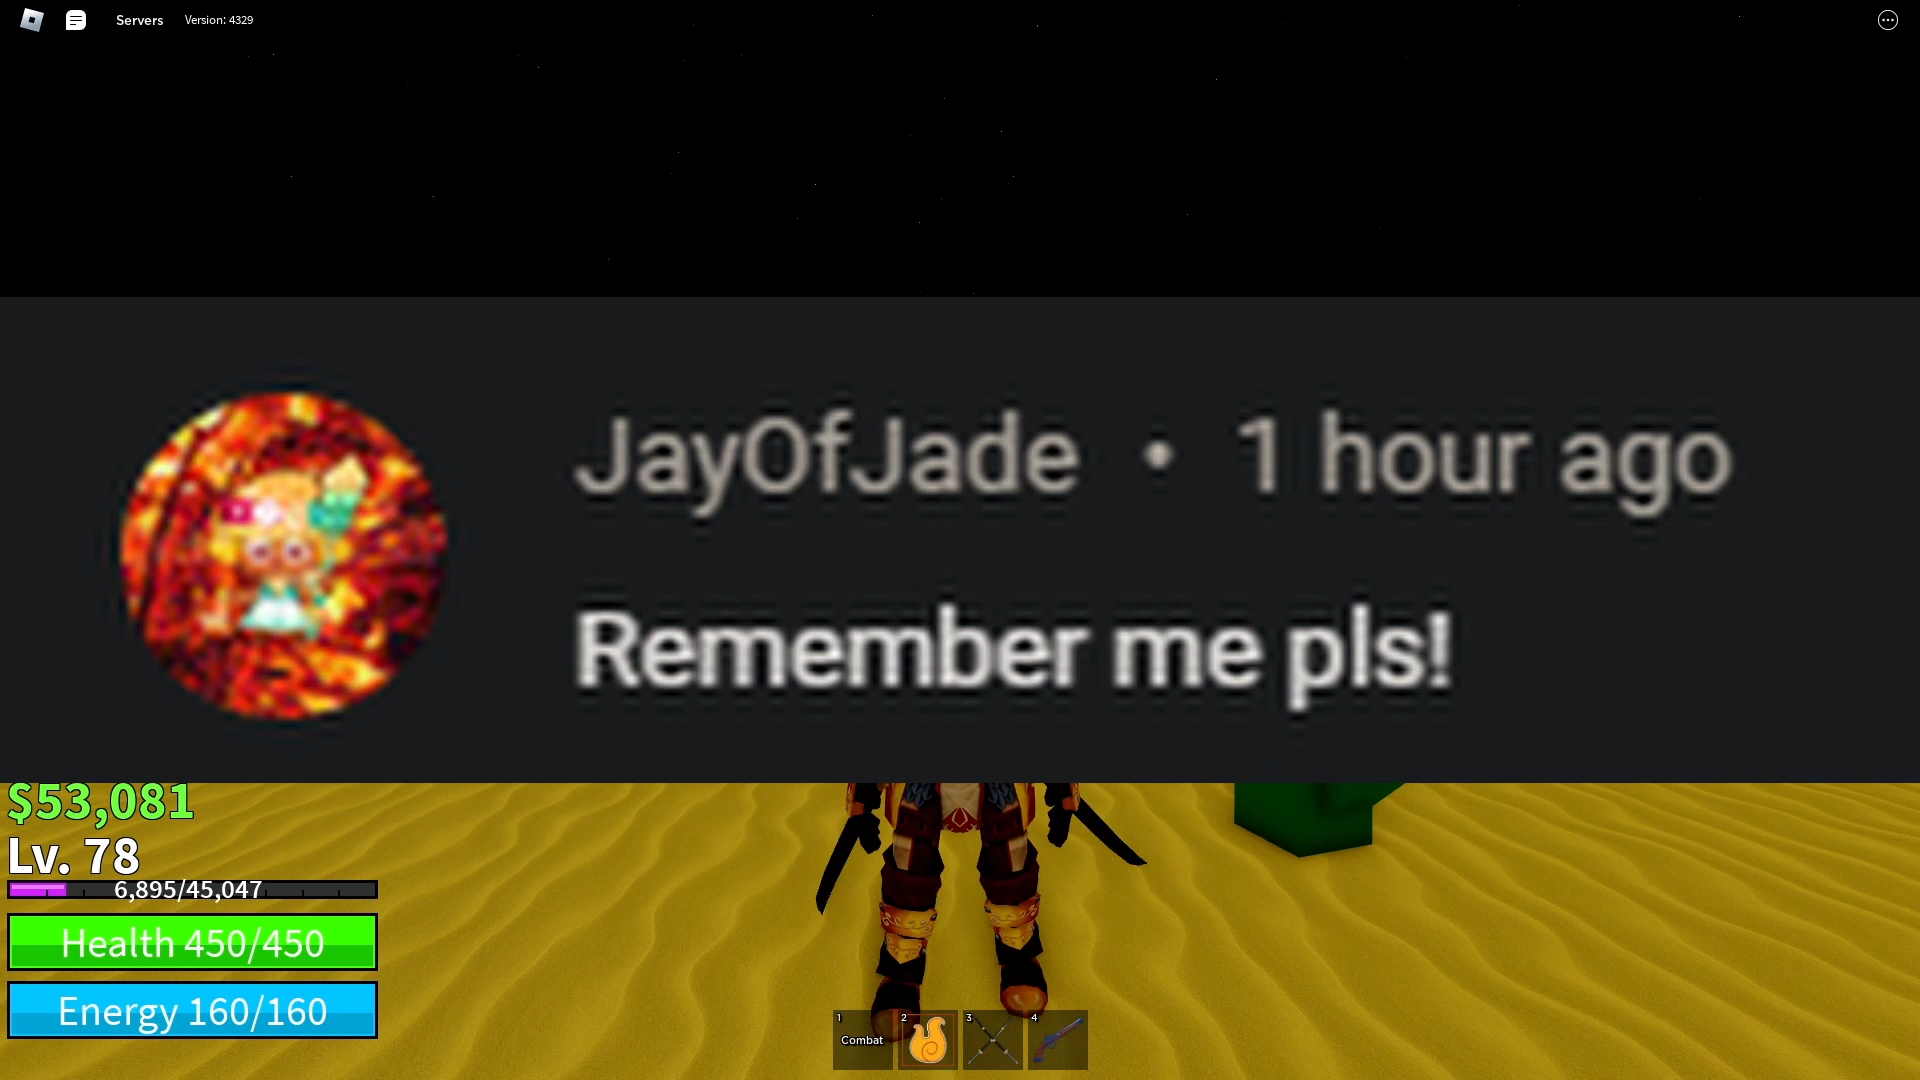 Servers Version: 4329
JayOfJade • 1 hour ago
Remember me pls!
$53,081
Lv. 78
6,895/45,047
Health 450/450
Energy 160/160
1 2 3 4
Combat